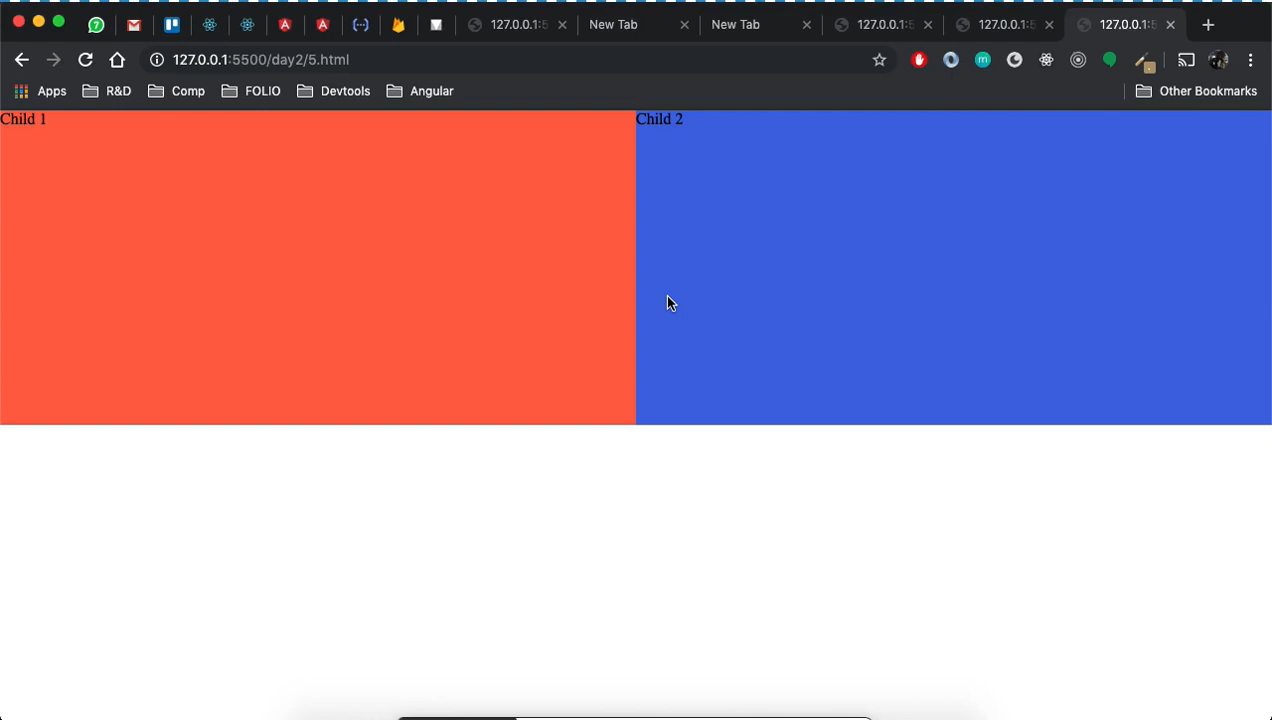 127.0.0.1:5 New Tab New Tab 127.0.0.1:5 127.0.0.1:5 127.0.0.1:5
127.0.0.1:5500/day2/5.html
Apps R&D Comp FOLIO Devtools Angular Other Bookmarks
Child 1 Child 2